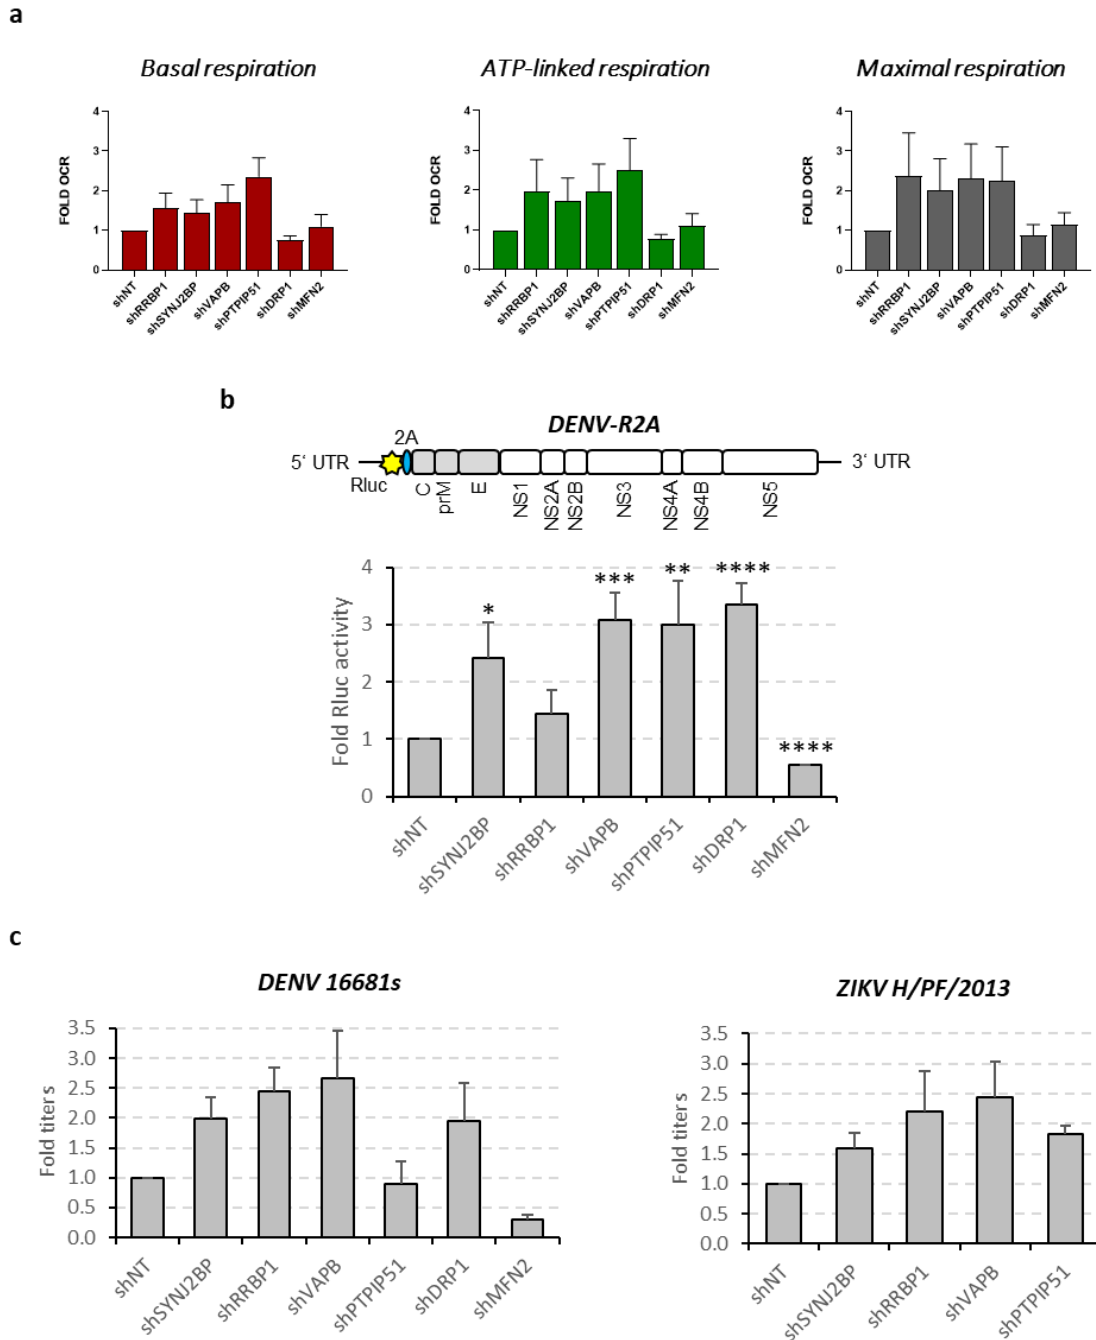 a
Basal respiration
ATP-linked respiration
Maximal respiration
FOLD OCR
4
3
2
1
0
shNT
shRRBP1
shSYNJ2BP
shVAPB
shPTPIP51
shDRP1
shMFN2
FOLD OCR
4
3
2
1
0
shNT
shRRBP1
shSYNJ2BP
shVAPB
shPTPIP51
shDRP1
shMFN2
FOLD OCR
4
3
2
1
0
shNT
shRRBP1
shSYNJ2BP
shVAPB
shPTPIP51
shDRP1
shMFN2
b
DENV-R2A
2A
5‘ UTR
3‘ UTR
Rluc
C
prM
E
NS1
NS2A
NS2B
NS3
NS4A
NS4B
NS5
Fold Rluc activity
4
3
2
1
0
*
***
**
****
****
shNT
shSYNJ2BP
shRRBP1
shVAPB
shPTPIP51
shDRP1
shMFN2
c
DENV 16681s
Fold titers
3.5
3.0
2.5
2.0
1.5
1.0
0.5
0.0
shNT
shSYNJ2BP
shRRBP1
shVAPB
shPTPIP51
shDRP1
shMFN2
ZIKV H/PF/2013
Fold titers
3.5
3.0
2.5
2.0
1.5
1.0
0.5
0.0
shNT
shSYNJ2BP
shRRBP1
shVAPB
shPTPIP51